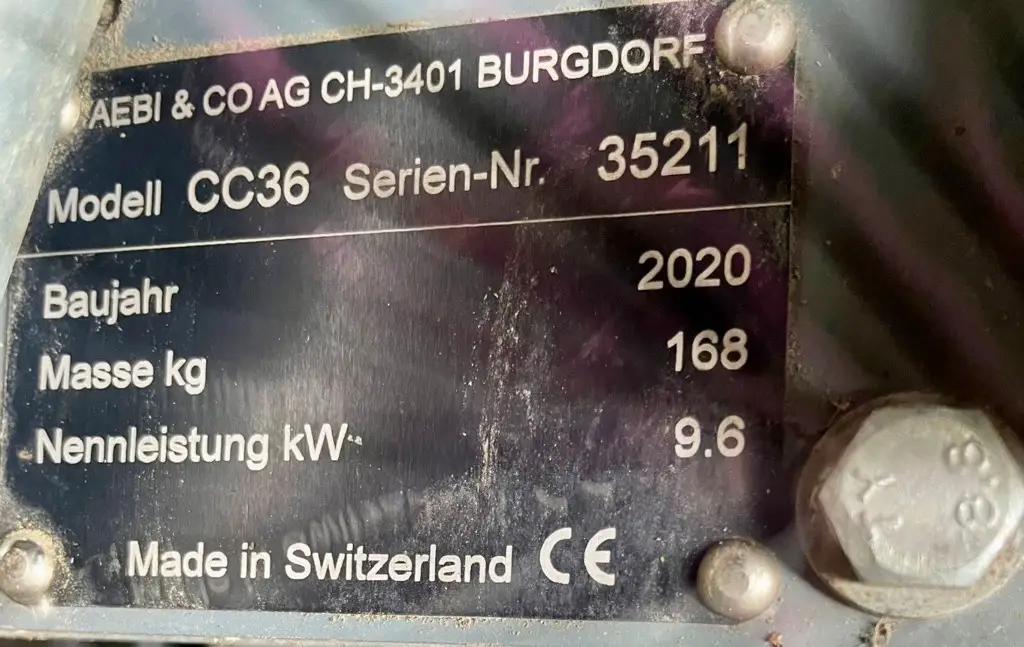 AEBI & CO AG CH-3401 BURGDORF
Modell CC36 Serien-Nr. 35211
Baujahr 2020
Masse kg 168
Nennleistung kW 9.6
Made in Switzerland CE
8.8